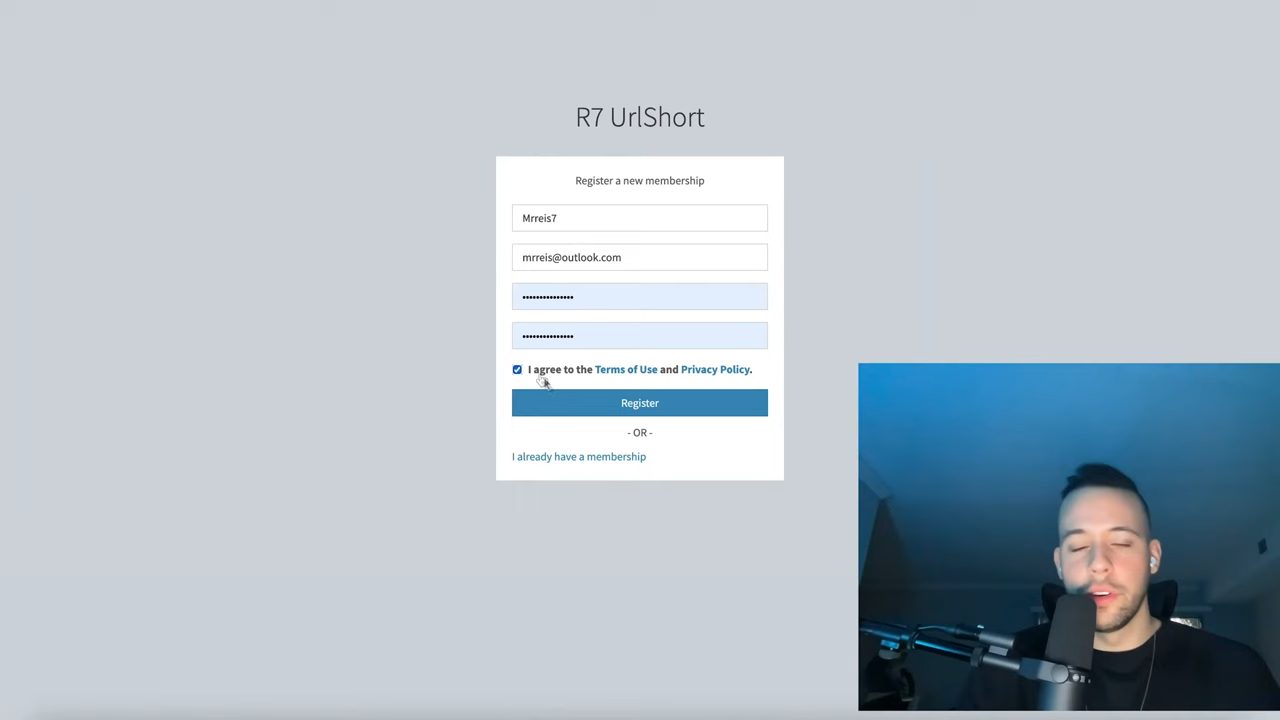 R7 UrlShort
Register a new membership
Mrreis7
mrreis@outlook.com
•••••••••••••••
•••••••••••••••
I agree to the Terms of Use and Privacy Policy.
Register
- OR -
I already have a membership